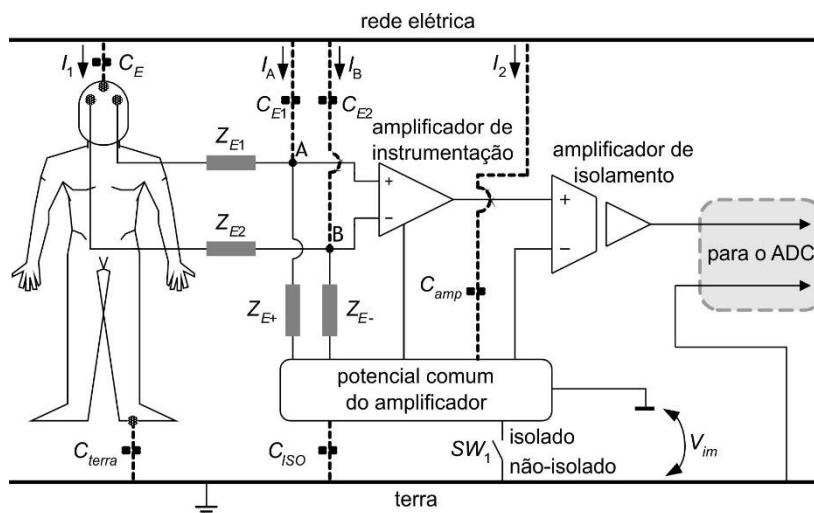 rede elétrica
I1
CE
IA
IB
I2
CE1
CE2
amplificador de
instrumentação
amplificador de
isolamento
ZE1
A
+
−
+
−
ZE2
B
para o ADC
Camp
ZE+
ZE-
potencial comum
do amplificador
Cterra
CISO
SW1
isolado
não-isolado
Vim
terra